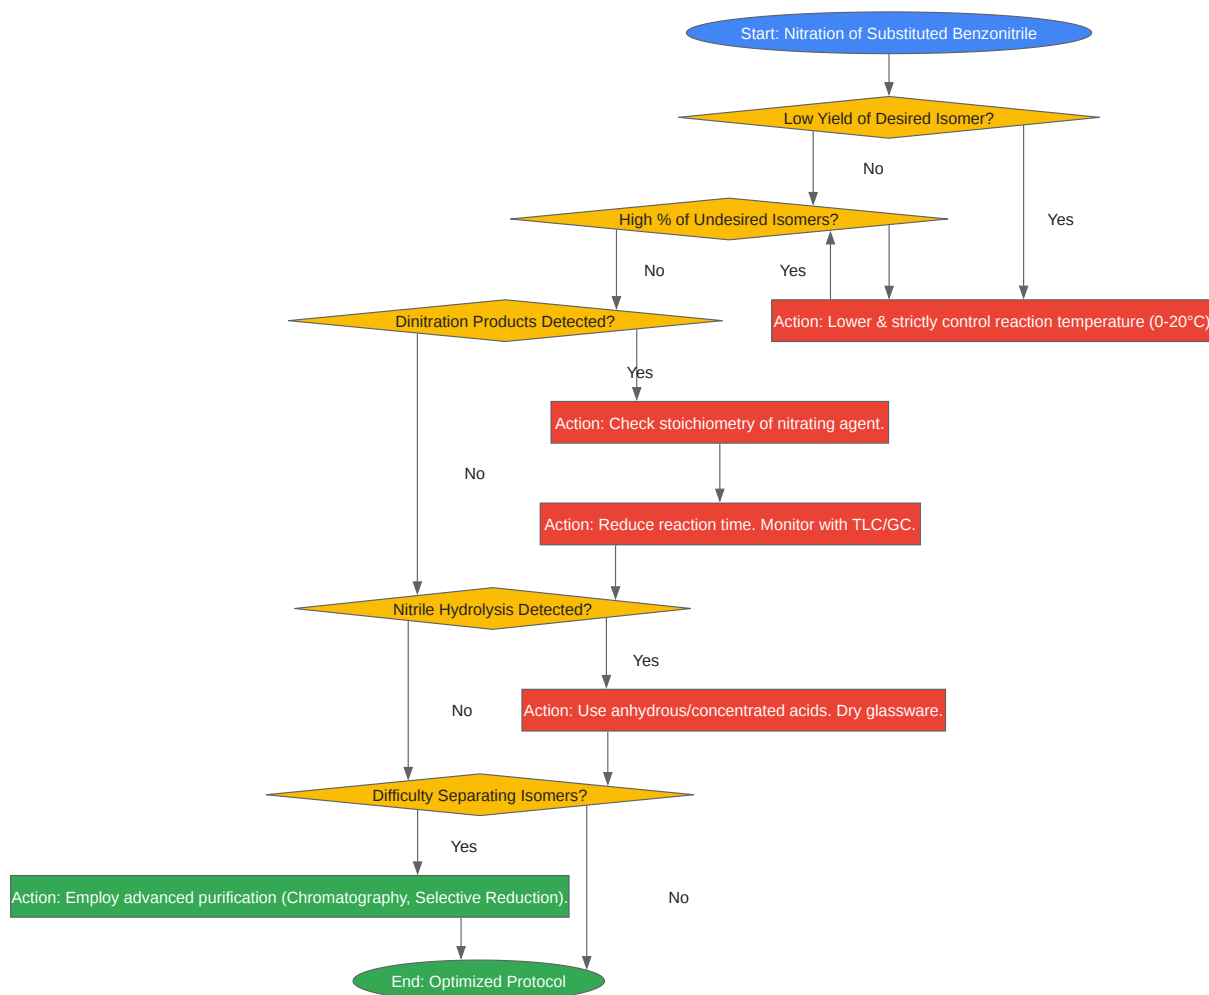 Start: Nitration of Substituted Benzonitrile
Low Yield of Desired Isomer?
No
High % of Undesired Isomers?
Yes
No
Yes
Dinitration Products Detected?
Action: Lower & strictly control reaction temperature (0-20°C)
Yes
Action: Check stoichiometry of nitrating agent.
No
Action: Reduce reaction time. Monitor with TLC/GC.
Nitrile Hydrolysis Detected?
Yes
Action: Use anhydrous/concentrated acids. Dry glassware.
No
Difficulty Separating Isomers?
Yes
Action: Employ advanced purification (Chromatography, Selective Reduction).
No
End: Optimized Protocol